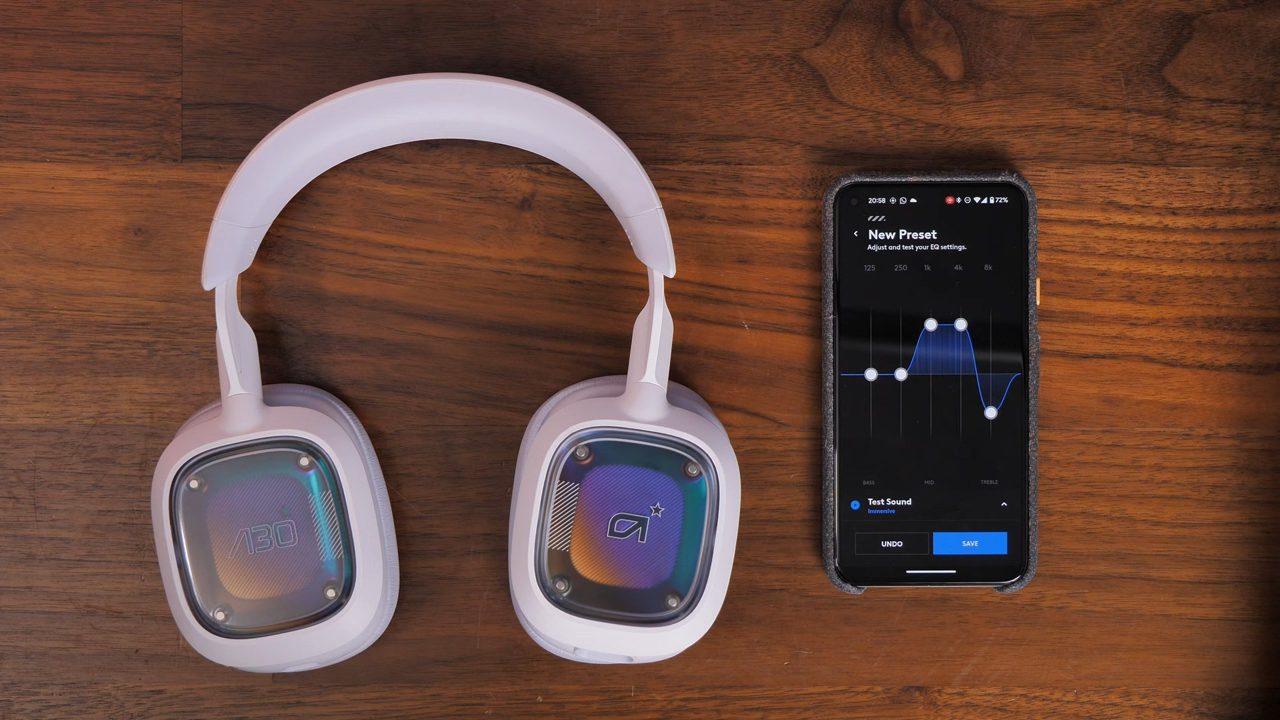 A30
20:58
72%
New Preset
Adjust and test your EQ settings.
125 250 1k 4k 8k
BASS MID TREBLE
Test Sound
Immersive
UNDO SAVE